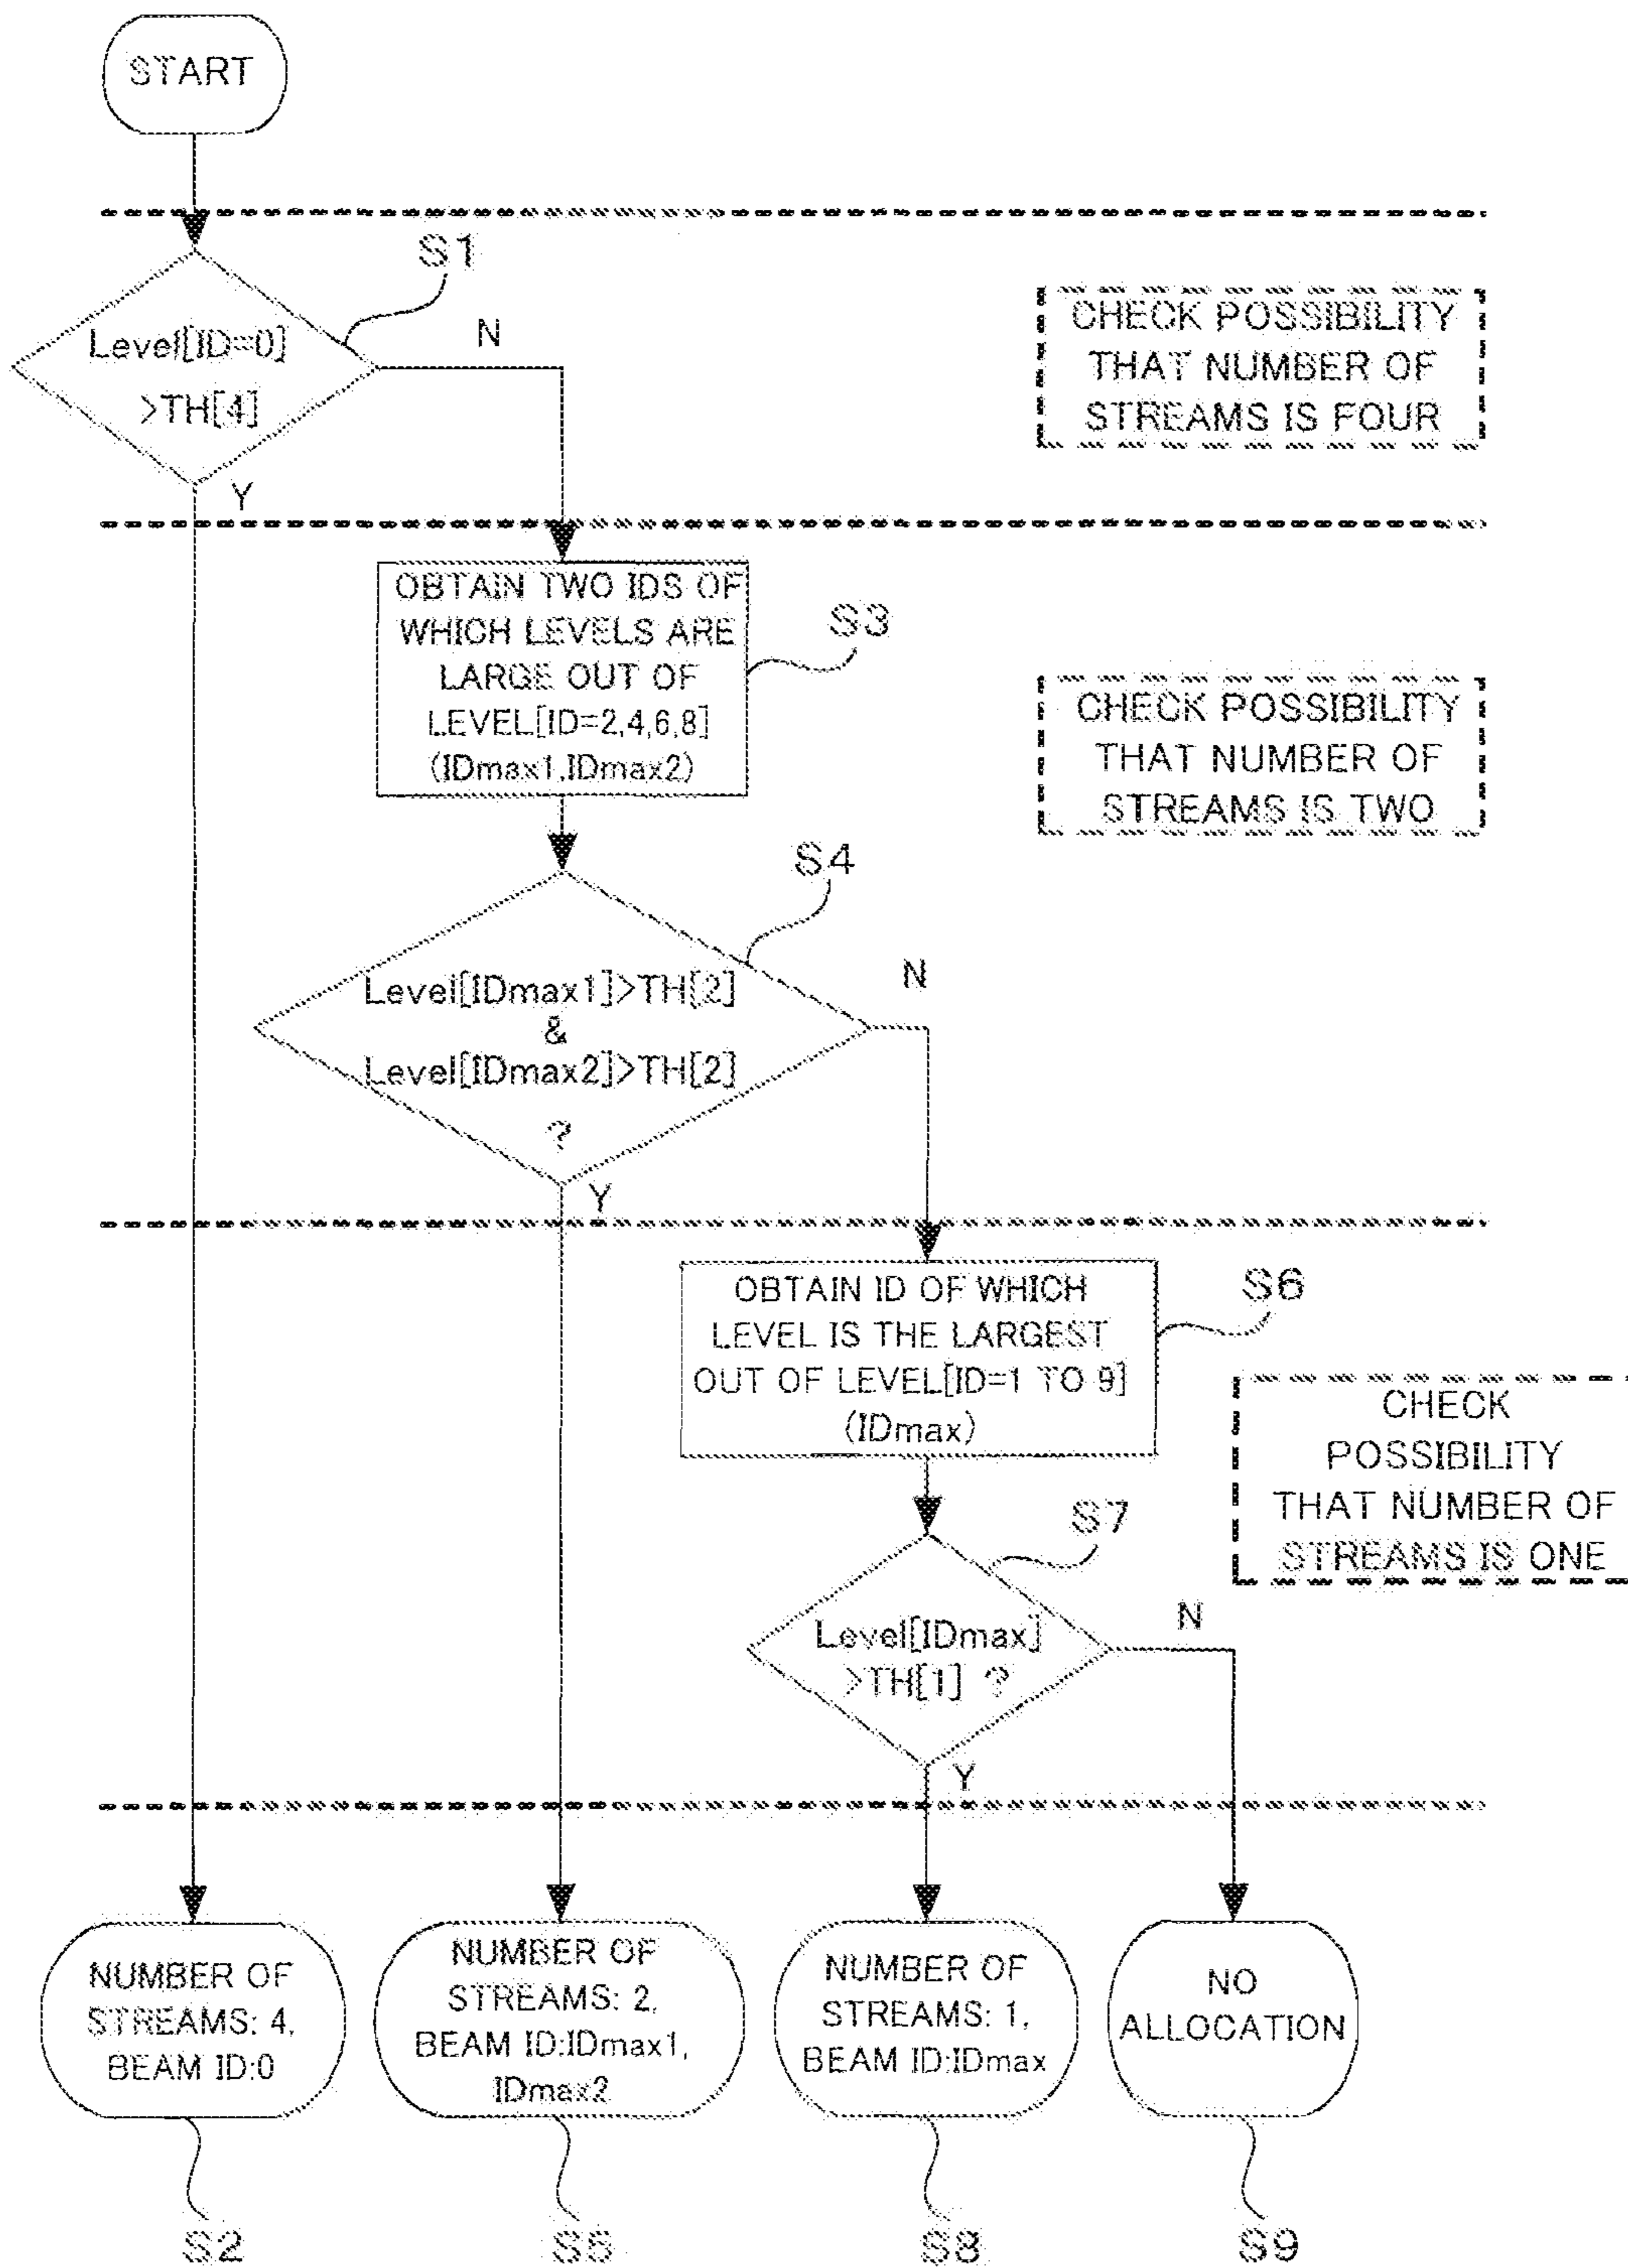 START
S1
Level[ID=0]
>TH[4]
N
Y
CHECK POSSIBILITY
THAT NUMBER OF
STREAMS IS FOUR
OBTAIN TWO IDS OF
WHICH LEVELS ARE
LARGE OUT OF
LEVEL[ID=2,4,6,8]
(IDmax1,IDmax2)
S3
CHECK POSSIBILITY
THAT NUMBER OF
STREAMS IS TWO
S4
Level[IDmax1]>TH[2]
&
Level[IDmax2]>TH[2]
?
N
Y
OBTAIN ID OF WHICH
LEVEL IS THE LARGEST
OUT OF LEVEL[ID=1 TO 9]
(IDmax)
S6
CHECK
POSSIBILITY
THAT NUMBER OF
STREAMS IS ONE
S7
Level[IDmax]
>TH[1] ?
N
Y
NUMBER OF
STREAMS: 4,
BEAM ID:0
NUMBER OF
STREAMS: 2,
BEAM ID:IDmax1,
IDmax2
NUMBER OF
STREAMS: 1,
BEAM ID:IDmax
NO
ALLOCATION
S2
S5
S8
S9